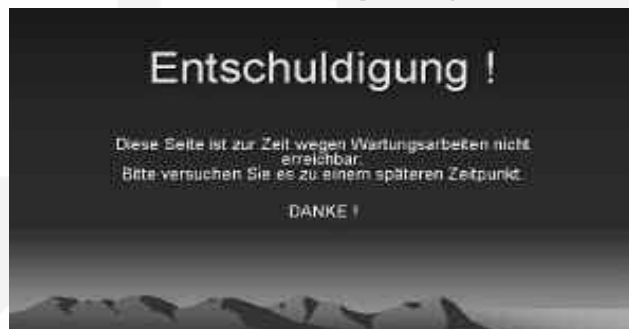 Entschuldigung !
Diese Seite ist zur Zeit wegen Wartungsarbeiten nicht
erreichbar.
Bitte versuchen Sie es zu einem späteren Zeitpunkt.
DANKE !